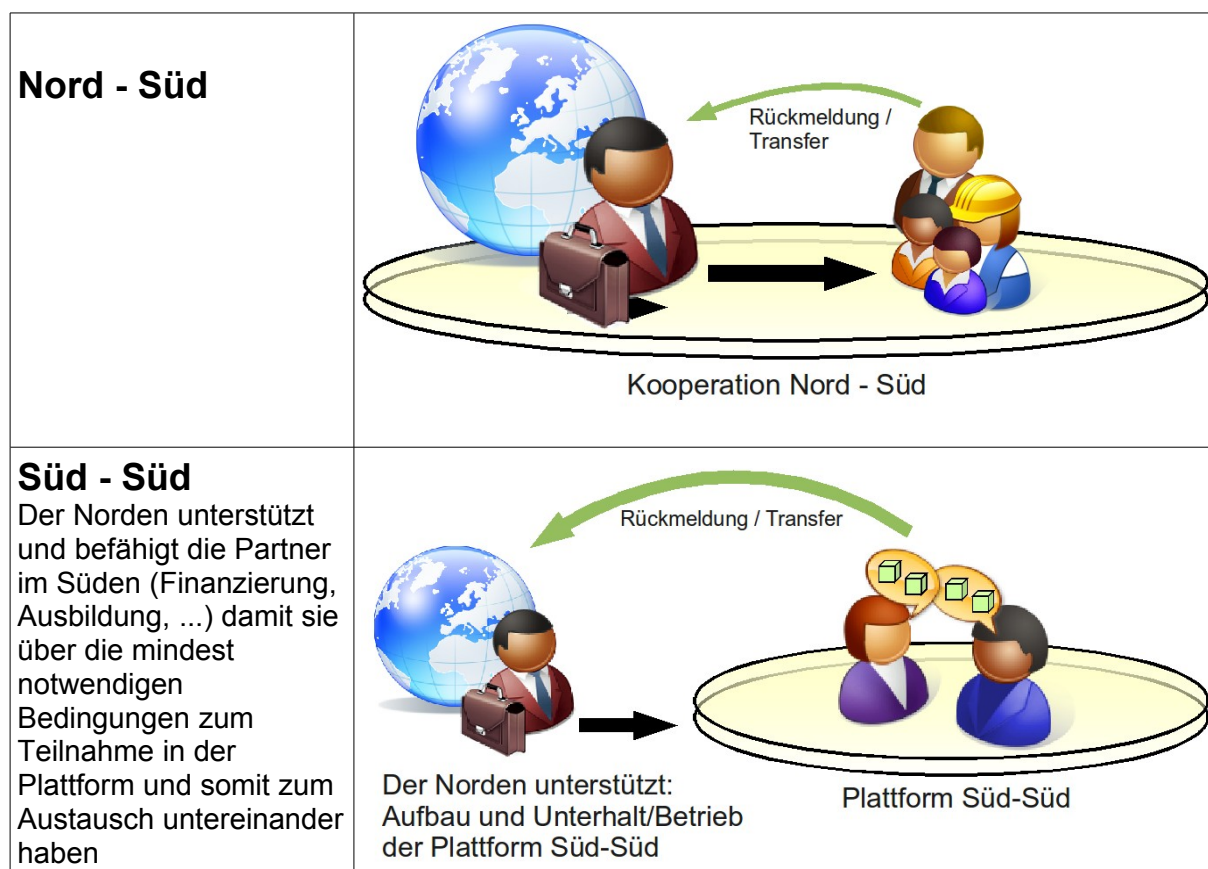 Nord - Süd
Rückmeldung /
Transfer
Kooperation Nord - Süd
Süd - Süd
Der Norden unterstützt
und befähigt die Partner
im Süden (Finanzierung,
Ausbildung, ...) damit sie
über die mindest
notwendigen
Bedingungen zum
Teilnahme in der
Plattform und somit zum
Austausch untereinander
haben
Rückmeldung / Transfer
Der Norden unterstützt:
Aufbau und Unterhalt/Betrieb
der Plattform Süd-Süd
Plattform Süd-Süd